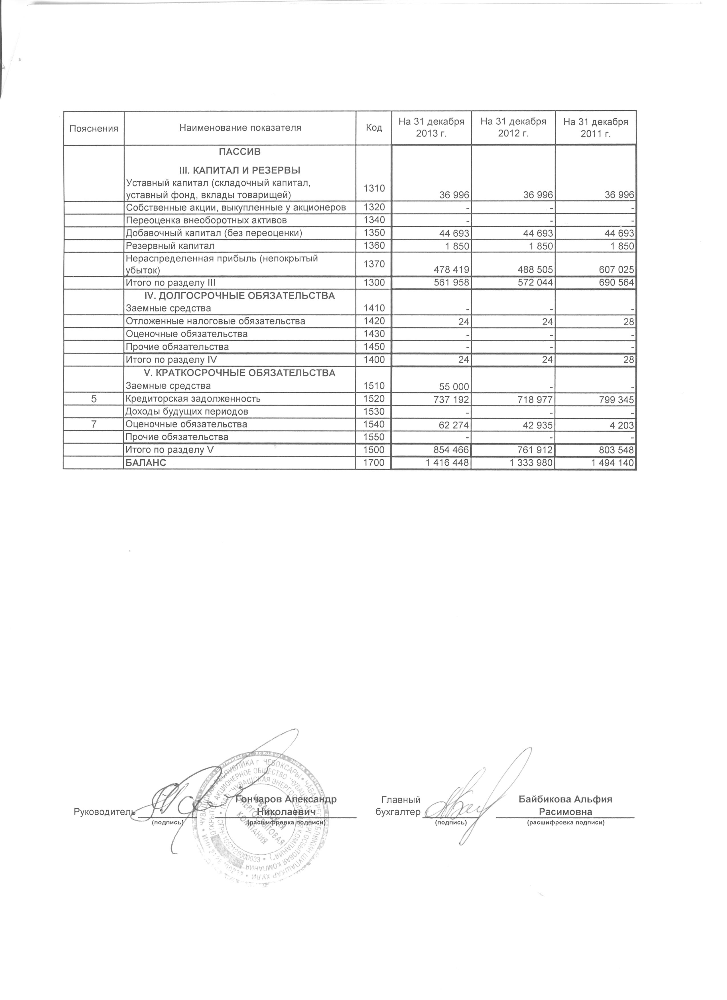 Пояснения Наименование показателя Код На 31 декабря 2013 г. На 31 декабря 2012 г. На 31 декабря 2011 г.
ПАССИВ
III. КАПИТАЛ И РЕЗЕРВЫ
Уставный капитал (складочный капитал,
уставный фонд, вклады товарищей) 1310 36 996 36 996 36 996
Собственные акции, выкупленные у акционеров 1320 - - -
Переоценка внеоборотных активов 1340 - - -
Добавочный капитал (без переоценки) 1350 44 693 44 693 44 693
Резервный капитал 1360 1 850 1 850 1 850
Нераспределенная прибыль (непокрытый
убыток) 1370 478 419 488 505 607 025
Итого по разделу III 1300 561 958 572 044 690 564
IV. ДОЛГОСРОЧНЫЕ ОБЯЗАТЕЛЬСТВА
Заемные средства 1410 - - -
Отложенные налоговые обязательства 1420 24 24 28
Оценочные обязательства 1430 - - -
Прочие обязательства 1450 - - -
Итого по разделу IV 1400 24 24 28
V. КРАТКОСРОЧНЫЕ ОБЯЗАТЕЛЬСТВА
Заемные средства 1510 55 000 - -
5 Кредиторская задолженность 1520 737 192 718 977 799 345
Доходы будущих периодов 1530 - - -
7 Оценочные обязательства 1540 62 274 42 935 4 203
Прочие обязательства 1550 - - -
Итого по разделу V 1500 854 466 761 912 803 548
БАЛАНС 1700 1 416 448 1 333 980 1 494 140
Руководитель
Гончаров Александр
Николаевич
(подпись) (расшифровка подписи)
Главный
бухгалтер
Байбикова Альфия
Расимовна
(подпись) (расшифровка подписи)
ЧУВАШСКАЯ РЕСПУБЛИКА г ЧЕБОКСАРЫ
ОТКРЫТОЕ АКЦИОНЕРНОЕ ОБЩЕСТВО "ЧУВАШСКАЯ ЭНЕРГОСБЫТОВАЯ КОМПАНИЯ"
(ОАО "ЧУВАШСКАЯ ЭНЕРГОСБЫТОВАЯ КОМПАНИЯ")
ОГРН 1052128000033
ЧУВАШСКАЯ
ЭНЕРГОСБЫТОВАЯ
КОМПАНИЯ